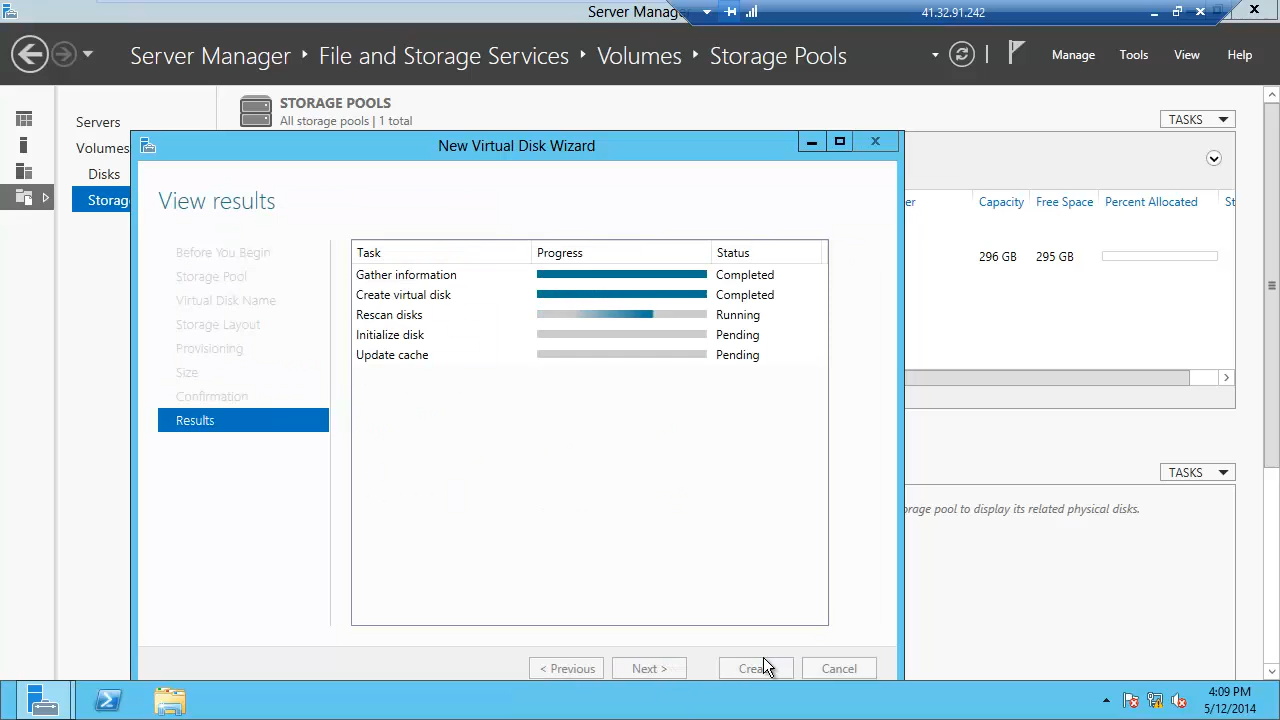 Server Manager
41.32.91.242
Server Manager ‣ File and Storage Services ‣ Volumes ‣ Storage Pools
Manage Tools View Help
STORAGE POOLS
All storage pools | 1 total
TASKS
Servers
Volumes
Disks
New Virtual Disk Wizard
View results
Capacity Free Space Percent Allocated
296 GB 295 GB
Before You Begin
Storage Pool
Virtual Disk Name
Storage Layout
Provisioning
Size
Confirmation
Results
Task Progress Status
Gather information Completed
Create virtual disk Completed
Rescan disks Running
Initialize disk Pending
Update cache Pending
TASKS
pool to display its related physical disks.
< Previous Next > Cancel
4:09 PM
5/12/2014